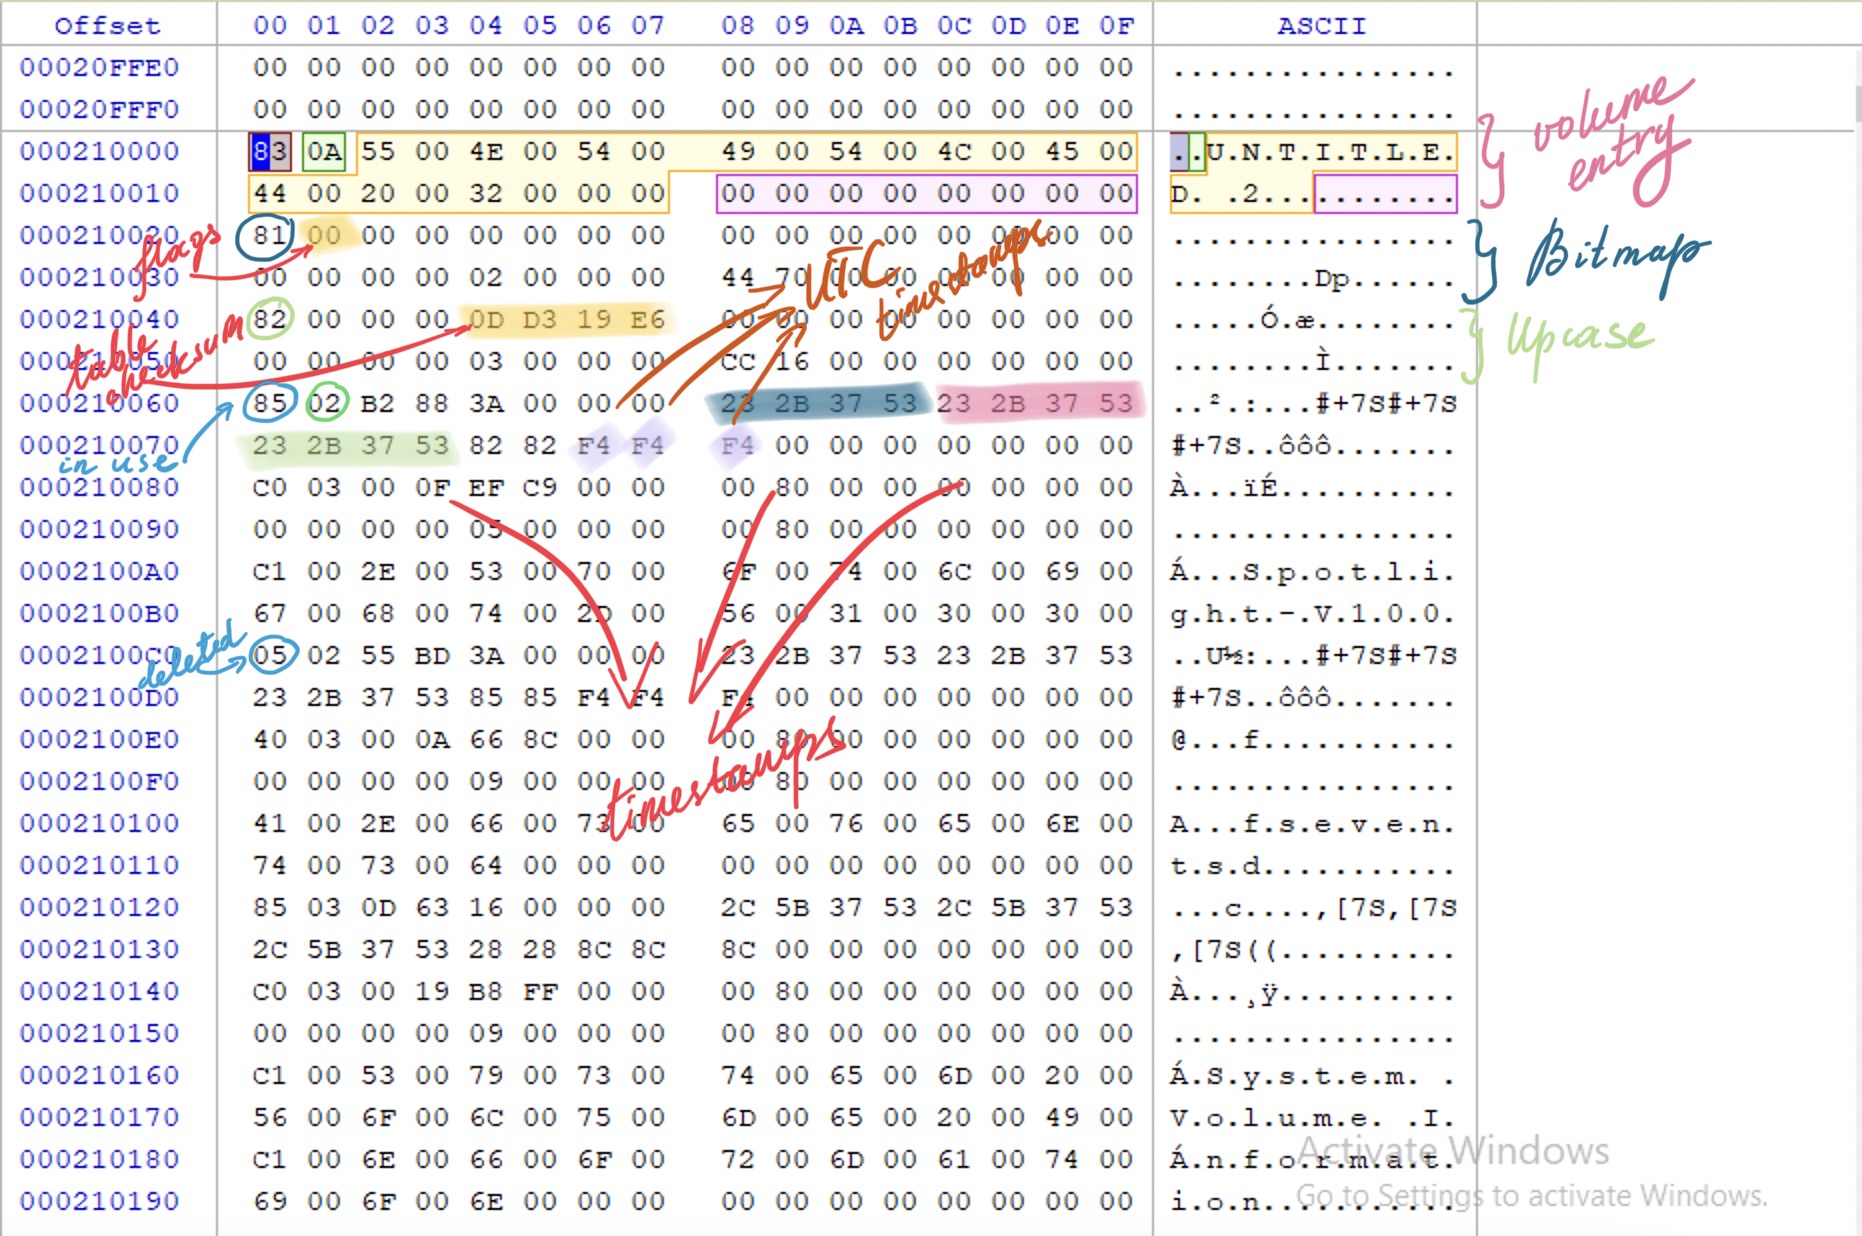 Offset 00 01 02 03 04 05 06 07 08 09 0A 0B 0C 0D 0E 0F ASCII
00020FFE0 00 00 00 00 00 00 00 00 00 00 00 00 00 00 00 00 ................
00020FFF0 00 00 00 00 00 00 00 00 00 00 00 00 00 00 00 00 ................
volume
entry
000210000 83 0A 55 00 4E 00 54 00 49 00 54 00 4C 00 45 00 ..U.N.T.I.T.L.E.
000210010 44 00 20 00 32 00 00 00 00 00 00 00 00 00 00 00 D. .2...........
flags
000210020 81 00 00 00 00 00 00 00 00 00 00 00 00 00 00 00 ................
UTC
timestamps
Bitmap
000210030 00 00 00 00 02 00 00 00 44 70 00 00 00 00 00 00 ........Dp......
000210040 82 00 00 00 0D D3 19 E6 00 00 00 00 00 00 00 00 .....Ó.æ........
Upcase
table
checksum
000210050 00 00 00 00 03 00 00 00 CC 16 00 00 00 00 00 00 ........Ì.......
000210060 85 02 B2 88 3A 00 00 00 23 2B 37 53 23 2B 37 53 ..².:...#+7S#+7S
000210070 23 2B 37 53 82 82 F4 F4 F4 00 00 00 00 00 00 00 #+7S..ôôô.......
in use
000210080 C0 03 00 0F EF C9 00 00 00 80 00 00 00 00 00 00 À...ïÉ..........
000210090 00 00 00 00 05 00 00 00 00 80 00 00 00 00 00 00 ................
0002100A0 C1 00 2E 00 53 00 70 00 6F 00 74 00 6C 00 69 00 Á...S.p.o.t.l.i.
0002100B0 67 00 68 00 74 00 2D 00 56 00 31 00 30 00 30 00 g.h.t.-.V.1.0.0.
deleted
0002100C0 05 02 55 BD 3A 00 00 00 23 2B 37 53 23 2B 37 53 ..U½:...#+7S#+7S
0002100D0 23 2B 37 53 85 85 F4 F4 F4 00 00 00 00 00 00 00 #+7S..ôôô.......
0002100E0 40 03 00 0A 66 8C 00 00 00 80 00 00 00 00 00 00 @...f...........
0002100F0 00 00 00 00 09 00 00 00 00 80 00 00 00 00 00 00 ................
timestamps
000210100 41 00 2E 00 66 00 73 00 65 00 76 00 65 00 6E 00 A...f.s.e.v.e.n.
000210110 74 00 73 00 64 00 00 00 00 00 00 00 00 00 00 00 t.s.d...........
000210120 85 03 0D 63 16 00 00 00 2C 5B 37 53 2C 5B 37 53 ...c....,[7S,[7S
000210130 2C 5B 37 53 28 28 8C 8C 8C 00 00 00 00 00 00 00 ,[7S((..........
000210140 C0 03 00 19 B8 FF 00 00 00 80 00 00 00 00 00 00 À...¸ÿ..........
000210150 00 00 00 00 09 00 00 00 00 80 00 00 00 00 00 00 ................
000210160 C1 00 53 00 79 00 73 00 74 00 65 00 6D 00 20 00 Á.S.y.s.t.e.m. .
000210170 56 00 6F 00 6C 00 75 00 6D 00 65 00 20 00 49 00 V.o.l.u.m.e. .I.
000210180 C1 00 6E 00 66 00 6F 00 72 00 6D 00 61 00 74 00 Á.n.f.o.r.m.a.t.
000210190 69 00 6F 00 6E 00 00 00 00 00 00 00 00 00 00 00 i.o.n...........
Activate Windows
Go to Settings to activate Windows.